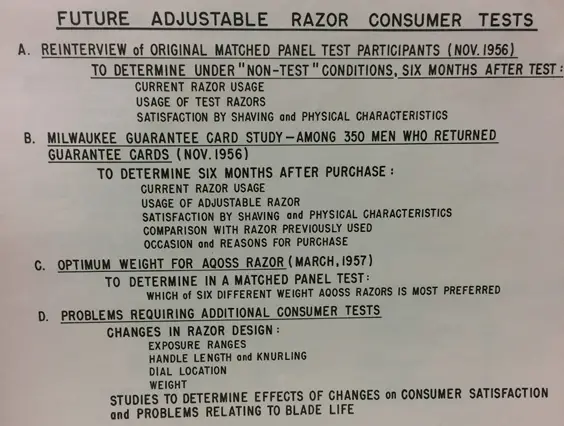 FUTURE ADJUSTABLE RAZOR CONSUMER TESTS
A. REINTERVIEW of ORIGINAL MATCHED PANEL TEST PARTICIPANTS (NOV. 1956)
TO DETERMINE UNDER "NON-TEST" CONDITIONS, SIX MONTHS AFTER TEST:
CURRENT RAZOR USAGE
USAGE OF TEST RAZORS
SATISFACTION BY SHAVING and PHYSICAL CHARACTERISTICS
B. MILWAUKEE GUARANTEE CARD STUDY – AMONG 350 MEN WHO RETURNED
GUARANTEE CARDS (NOV. 1956)
TO DETERMINE SIX MONTHS AFTER PURCHASE:
CURRENT RAZOR USAGE
USAGE OF ADJUSTABLE RAZOR
SATISFACTION BY SHAVING and PHYSICAL CHARACTERISTICS
COMPARISON WITH RAZOR PREVIOUSLY USED
OCCASION and REASONS FOR PURCHASE
C. OPTIMUM WEIGHT FOR AQOSS RAZOR (MARCH, 1957)
TO DETERMINE IN A MATCHED PANEL TEST:
WHICH of SIX DIFFERENT WEIGHT AQOSS RAZORS IS MOST PREFERRED
D. PROBLEMS REQUIRING ADDITIONAL CONSUMER TESTS
CHANGES IN RAZOR DESIGN:
EXPOSURE RANGES
HANDLE LENGTH and KNURLING
DIAL LOCATION
WEIGHT
STUDIES TO DETERMINE EFFECTS OF CHANGES on CONSUMER SATISFACTION
and PROBLEMS RELATING TO BLADE LIFE